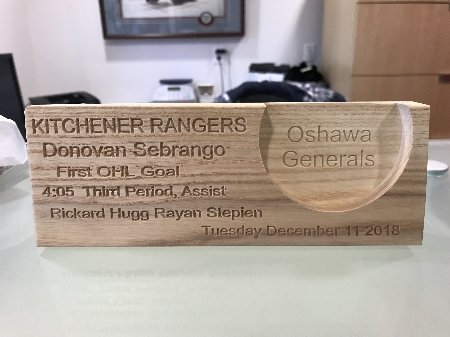 KITCHENER RANGERS
Donovan Sebrango
First OHL Goal
4:05 Third Period, Assist
Rickard Hugg Rayan Stepien
Tuesday December 11 2018
Oshawa
Generals